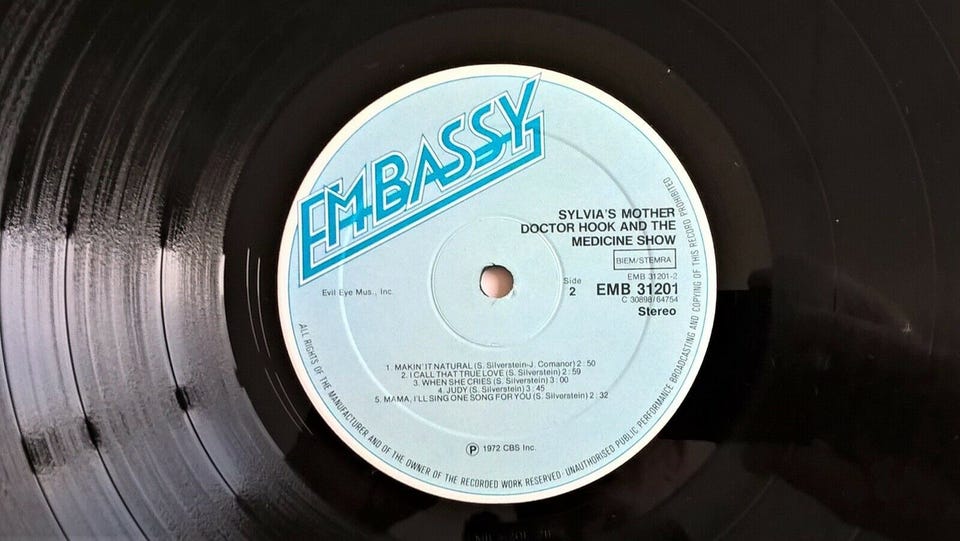 EMBASSY
SYLVIA'S MOTHER
DOCTOR HOOK AND THE
MEDICINE SHOW
BIEM/STEMRA
EMB 31201-2
Side
2
EMB 31201
C 30898/64754
Stereo
Evil Eye Mus., Inc.
1. MAKIN' IT NATURAL (S. Silverstein-J. Comanor) 2 : 50
2. I CALL THAT TRUE LOVE (S. Silverstein) 2 : 59
3. WHEN SHE CRIES (S. Silverstein) 3 : 00
4. JUDY (S. Silverstein) 3 : 45
5. MAMA, I'LL SING ONE SONG FOR YOU (S. Silverstein) 2 : 32
Ⓟ 1972 CBS Inc.
ALL RIGHTS OF THE MANUFACTURER AND OF THE OWNER OF THE RECORDED WORK RESERVED · UNAUTHORISED PUBLIC PERFORMANCE BROADCASTING AND COPYING OF THIS RECORD PROHIBITED